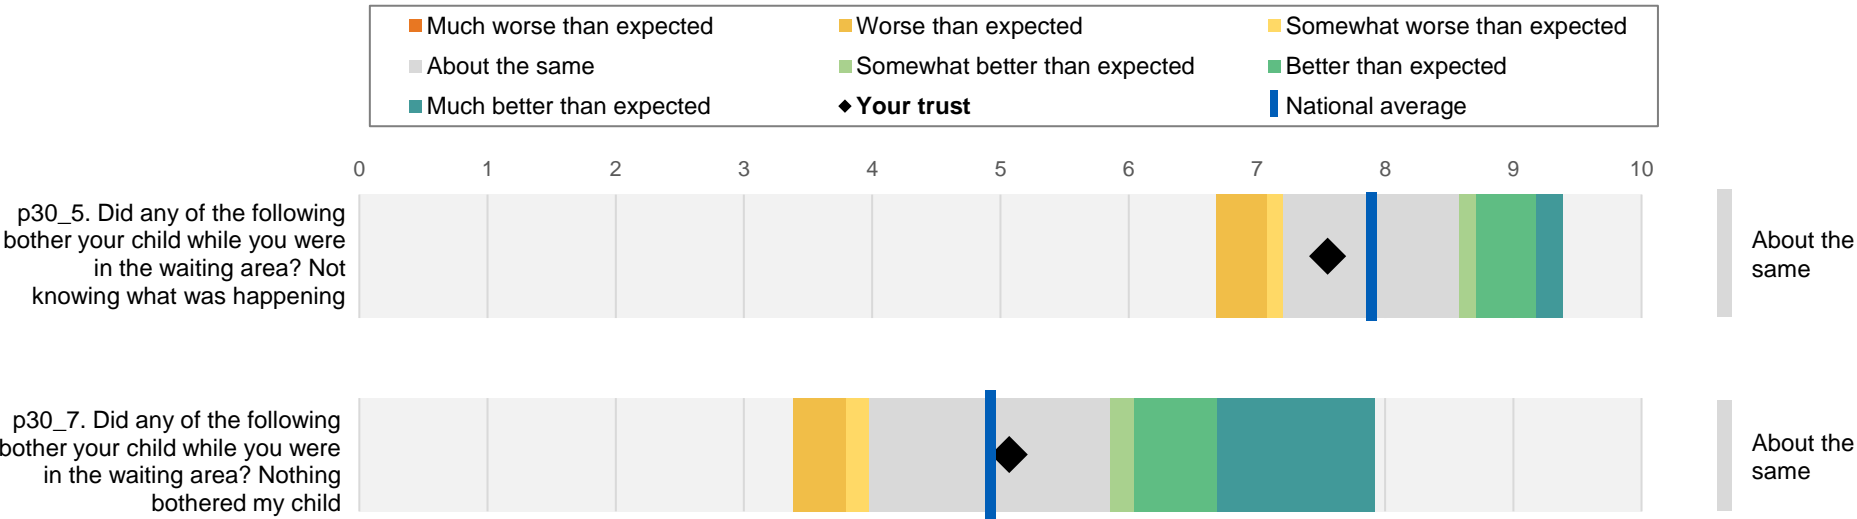 Much worse than expected
Worse than expected
Somewhat worse than expected
About the same
Somewhat better than expected
Better than expected
Much better than expected
Your trust
National average
0 1 2 3 4 5 6 7 8 9 10
p30_5. Did any of the following
bother your child while you were
in the waiting area? Not
knowing what was happening
About the
same
p30_7. Did any of the following
bother your child while you were
in the waiting area? Nothing
bothered my child
About the
same